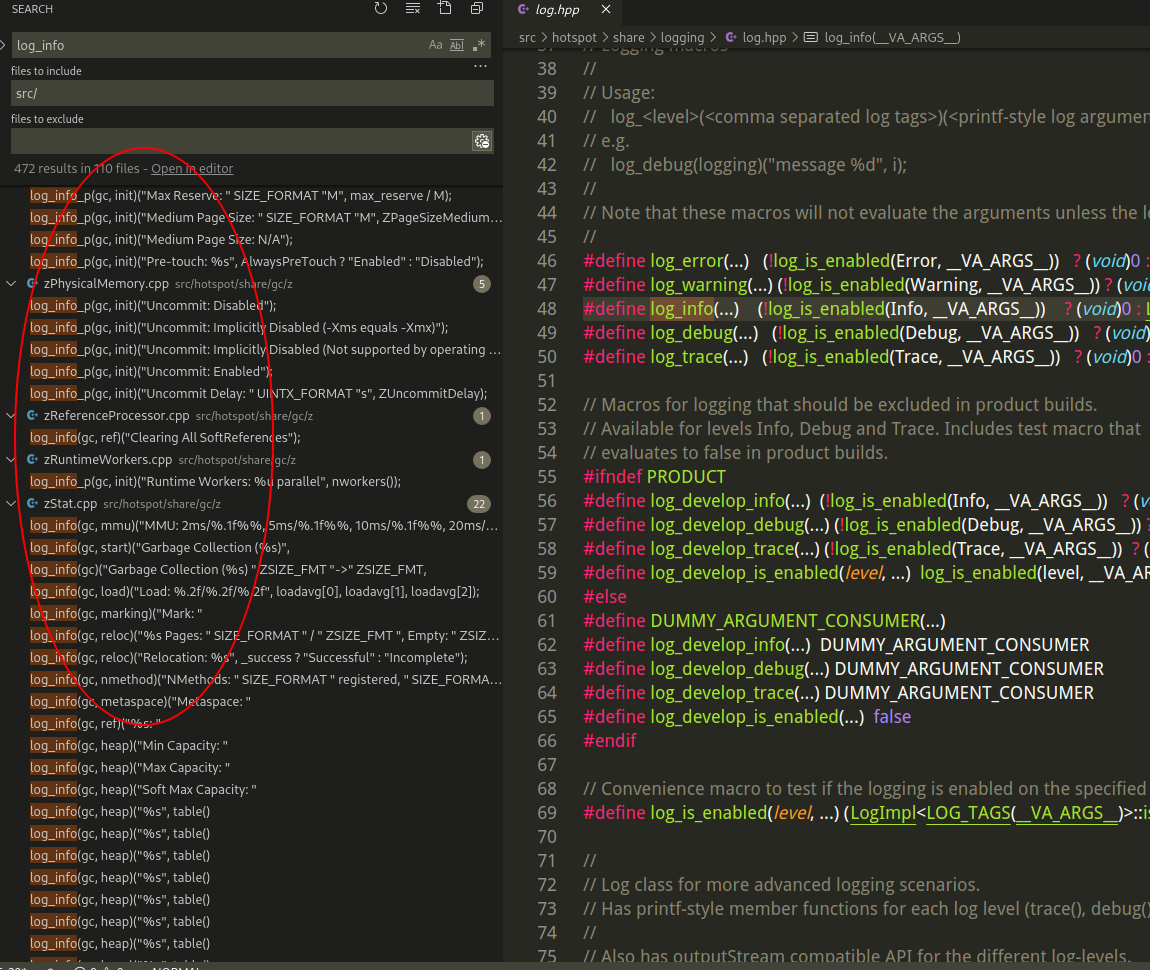 SEARCH
log_info
Aa Abl .*
files to include
...
src/
files to exclude
472 results in 110 files - Open in editor
log_info_p(gc, init)("Max Reserve: " SIZE_FORMAT "M", max_reserve / M);
log_info_p(gc, init)("Medium Page Size: " SIZE_FORMAT "M", ZPageSizeMedium...
log_info_p(gc, init)("Medium Page Size: N/A");
log_info_p(gc, init)("Pre-touch: %s", AlwaysPreTouch ? "Enabled" : "Disabled");
zPhysicalMemory.cpp src/hotspot/share/gc/z 5
log_info_p(gc, init)("Uncommit: Disabled");
log_info_p(gc, init)("Uncommit: Implicitly Disabled (-Xms equals -Xmx)");
log_info_p(gc, init)("Uncommit: Implicitly Disabled (Not supported by operating ...
log_info_p(gc, init)("Uncommit: Enabled");
log_info_p(gc, init)("Uncommit Delay: " UINTX_FORMAT "s", ZUncommitDelay);
zReferenceProcessor.cpp src/hotspot/share/gc/z 1
log_info(gc, ref)("Clearing All SoftReferences");
zRuntimeWorkers.cpp src/hotspot/share/gc/z 1
log_info_p(gc, init)("Runtime Workers: %u parallel", nworkers());
zStat.cpp src/hotspot/share/gc/z 22
log_info(gc, mmu)("MMU: 2ms/%.1f%%, 5ms/%.1f%%, 10ms/%.1f%%, 20ms/...
log_info(gc, start)("Garbage Collection (%s)",
log_info(gc)("Garbage Collection (%s) " ZSIZE_FMT "->" ZSIZE_FMT,
log_info(gc, load)("Load: %.2f/%.2f/%.2f", loadavg[0], loadavg[1], loadavg[2]);
log_info(gc, marking)("Mark: "
log_info(gc, reloc)("%s Pages: " SIZE_FORMAT " / " ZSIZE_FMT ", Empty: " ZSIZ...
log_info(gc, reloc)("Relocation: %s", _success ? "Successful" : "Incomplete");
log_info(gc, nmethod)("NMethods: " SIZE_FORMAT " registered, " SIZE_FORMA...
log_info(gc, metaspace)("Metaspace: "
log_info(gc, ref)("%s: "
log_info(gc, heap)("Min Capacity: "
log_info(gc, heap)("Max Capacity: "
log_info(gc, heap)("Soft Max Capacity: "
log_info(gc, heap)("%s", table()
log_info(gc, heap)("%s", table()
log_info(gc, heap)("%s", table()
log_info(gc, heap)("%s", table()
log_info(gc, heap)("%s", table()
log_info(gc, heap)("%s", table()
log_info(gc, heap)("%s", table()
NORMAL
log.hpp
src > hotspot > share > logging > log.hpp > log_info(__VA_ARGS__)
37 // Logging macros
38 //
39 // Usage:
40 // log_<level>(<comma separated log tags>)(<printf-style log argumen
41 // e.g.
42 // log_debug(logging)("message %d", i);
43 //
44 // Note that these macros will not evaluate the arguments unless the l
45 //
46 #define log_error(...) (!log_is_enabled(Error, __VA_ARGS__)) ? (void)0 :
47 #define log_warning(...) (!log_is_enabled(Warning, __VA_ARGS__)) ? (voi
48 #define log_info(...) (!log_is_enabled(Info, __VA_ARGS__)) ? (void)0 : L
49 #define log_debug(...) (!log_is_enabled(Debug, __VA_ARGS__)) ? (void)
50 #define log_trace(...) (!log_is_enabled(Trace, __VA_ARGS__)) ? (void)0 :
51
52 // Macros for logging that should be excluded in product builds.
53 // Available for levels Info, Debug and Trace. Includes test macro that
54 // evaluates to false in product builds.
55 #ifndef PRODUCT
56 #define log_develop_info(...) (!log_is_enabled(Info, __VA_ARGS__)) ? (v
57 #define log_develop_debug(...) (!log_is_enabled(Debug, __VA_ARGS__)) ?
58 #define log_develop_trace(...) (!log_is_enabled(Trace, __VA_ARGS__)) ? (
59 #define log_develop_is_enabled(level, ...) log_is_enabled(level, __VA_AR
60 #else
61 #define DUMMY_ARGUMENT_CONSUMER(...)
62 #define log_develop_info(...) DUMMY_ARGUMENT_CONSUMER
63 #define log_develop_debug(...) DUMMY_ARGUMENT_CONSUMER
64 #define log_develop_trace(...) DUMMY_ARGUMENT_CONSUMER
65 #define log_develop_is_enabled(...) false
66 #endif
67
68 // Convenience macro to test if the logging is enabled on the specified
69 #define log_is_enabled(level, ...) (LogImpl<LOG_TAGS(__VA_ARGS__)>::is
70
71 //
72 // Log class for more advanced logging scenarios.
73 // Has printf-style member functions for each log level (trace(), debug()
74 //
75 // Also has outputStream compatible API for the different log-levels.